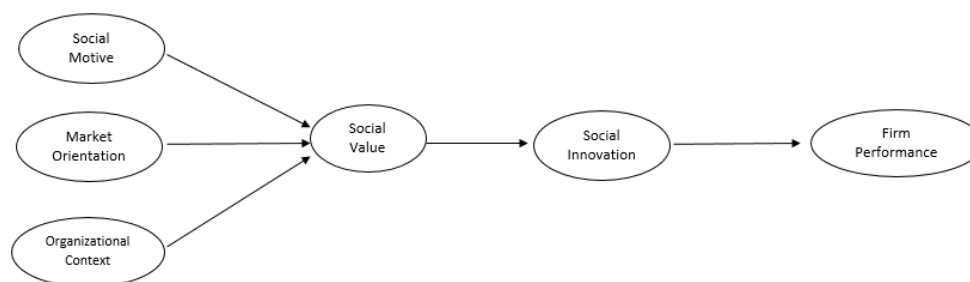 Social
Motive
Market
Orientation
Organizational
Context
Social
Value
Social
Innovation
Firm
Performance